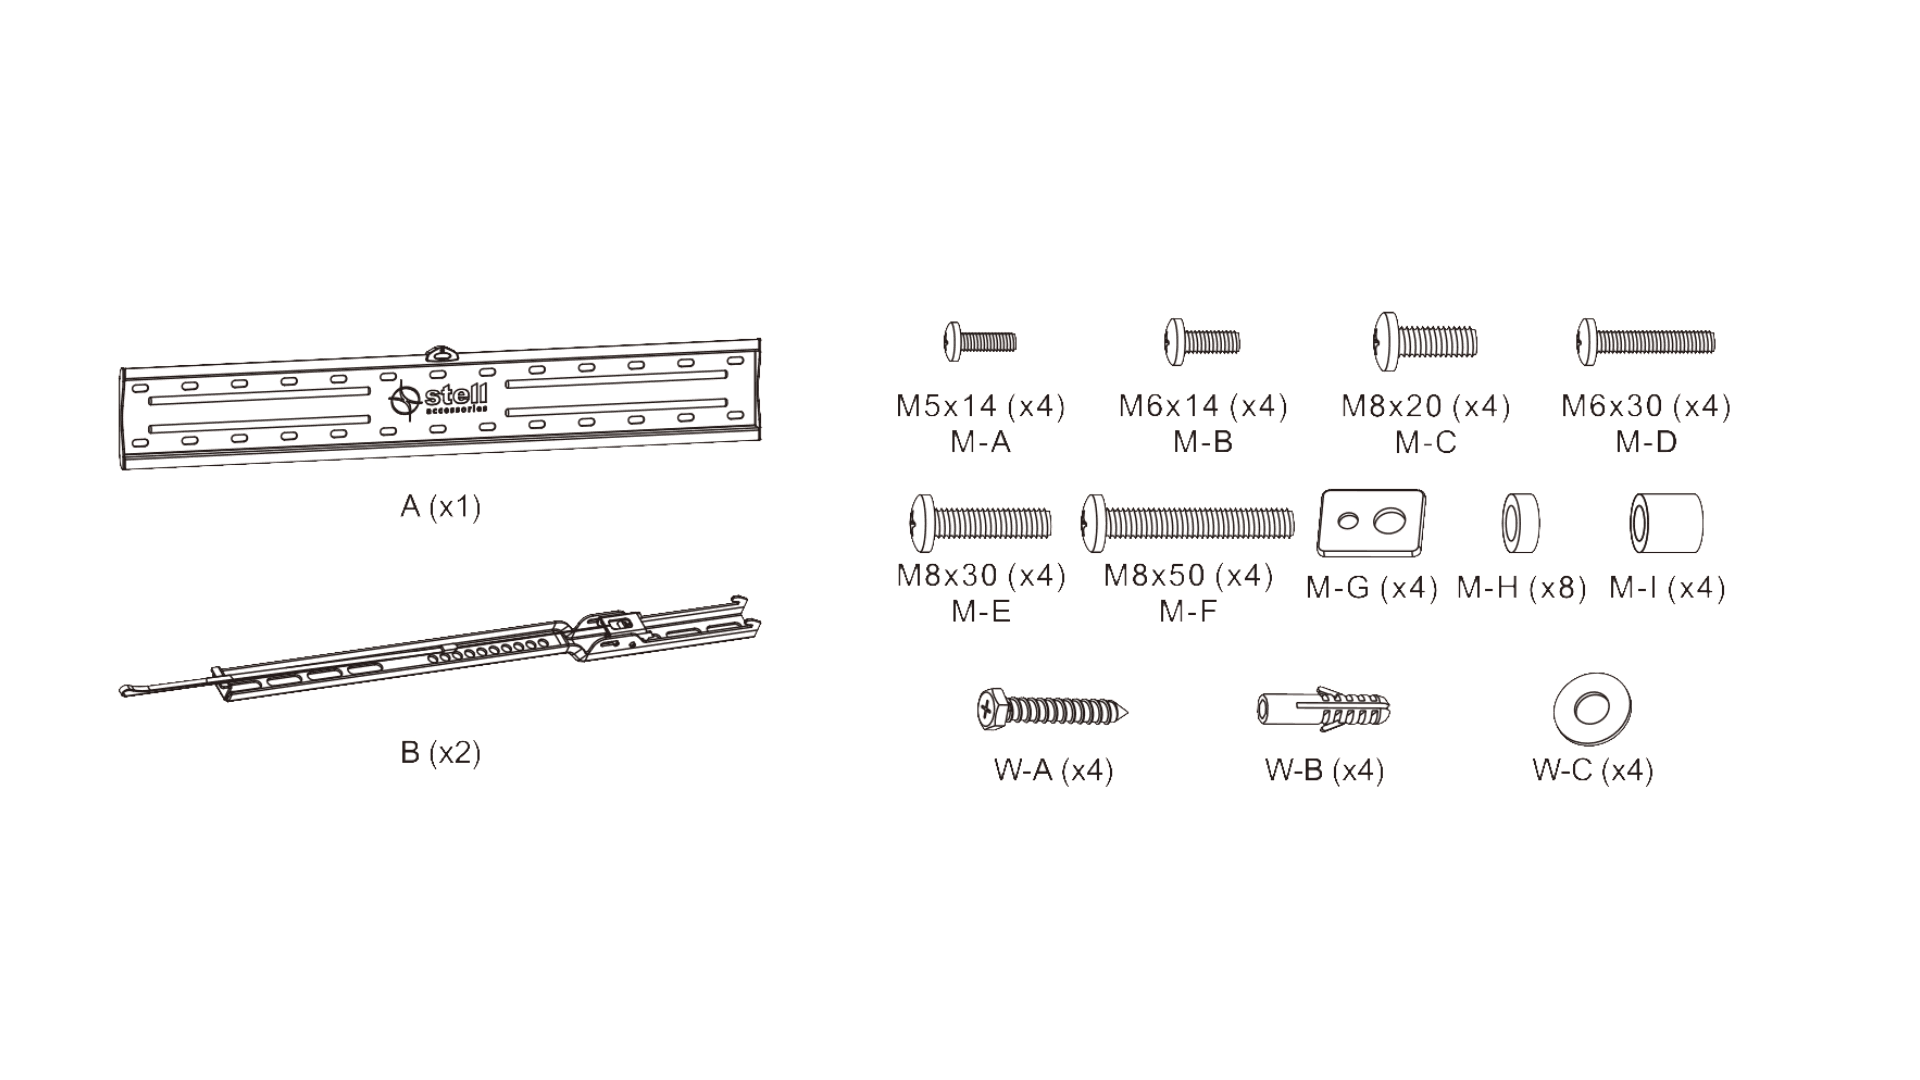 stell
accessories
A (x1)
B (x2)
M5x14 (x4)
M-A
M6x14 (x4)
M-B
M8x20 (x4)
M-C
M6x30 (x4)
M-D
M8x30 (x4)
M-E
M8x50 (x4)
M-F
M-G (x4)
M-H (x8)
M-I (x4)
W-A (x4)
W-B (x4)
W-C (x4)